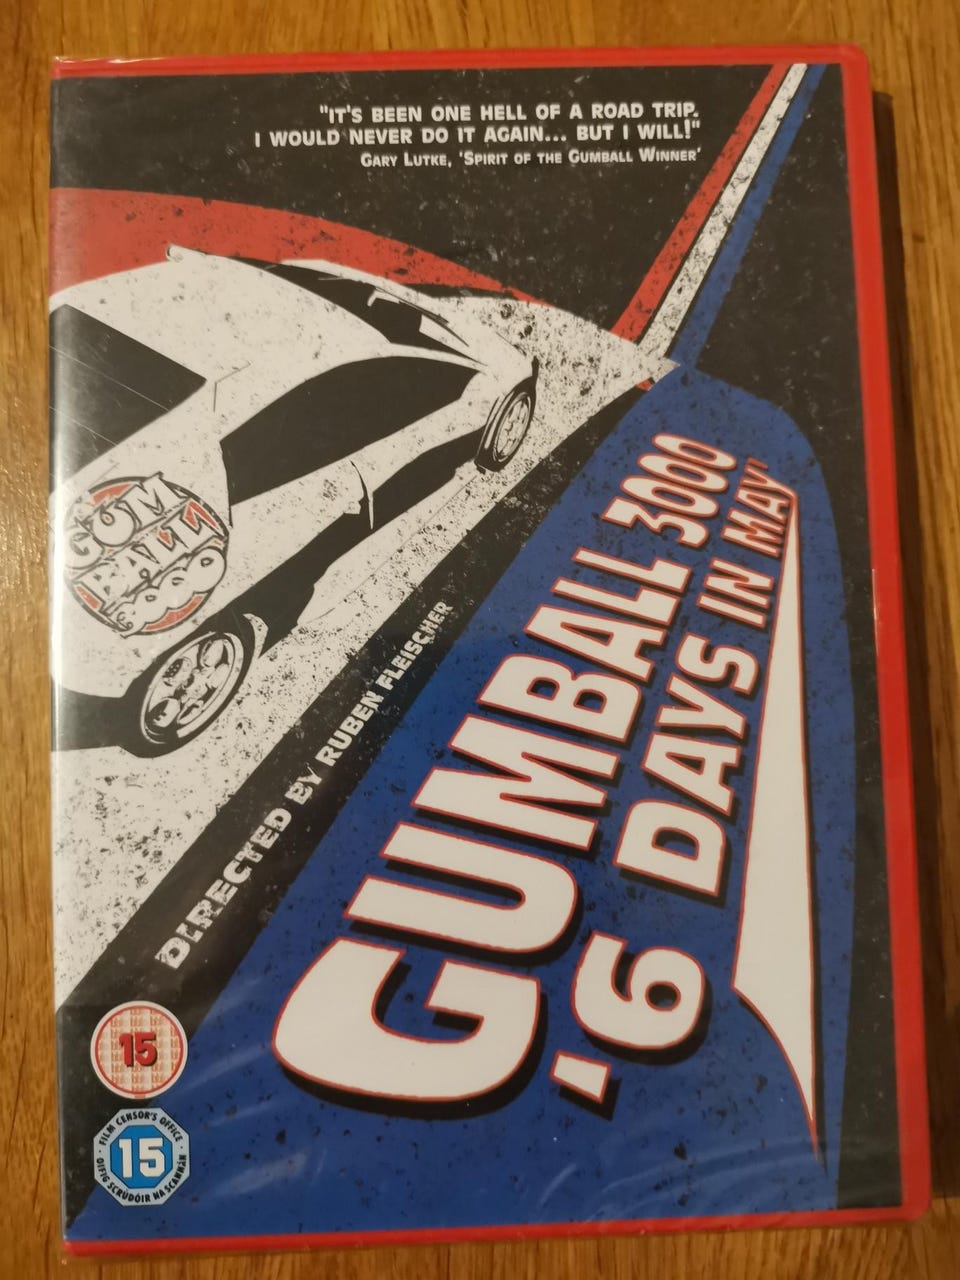 "IT'S BEEN ONE HELL OF A ROAD TRIP.
I WOULD NEVER DO IT AGAIN... BUT I WILL!"
GARY LUTKE, 'SPIRIT OF THE GUMBALL WINNER'
GUM
BALL
3000
DIRECTED BY RUBEN FLEISCHER
GUMBALL 3000
'6 DAYS IN MAY'
15
FILM CENSOR'S OFFICE
15
OIFIG SCRÚDÓIR NA SCANNÁN